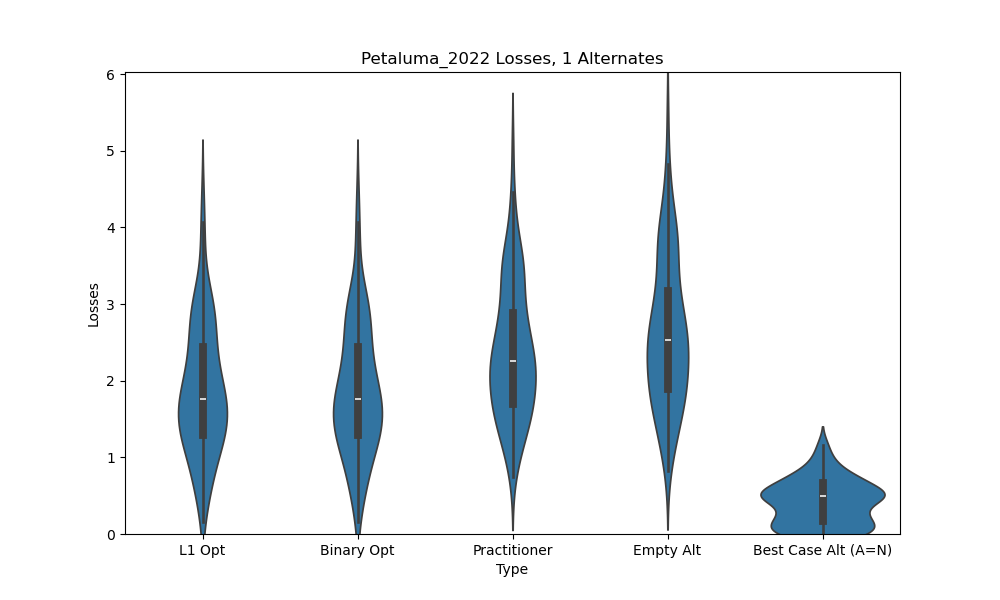 Petaluma_2022 Losses, 1 Alternates
6
5
4
3
2
1
0
Losses
L1 Opt
Binary Opt
Practitioner
Empty Alt
Best Case Alt (A=N)
Type